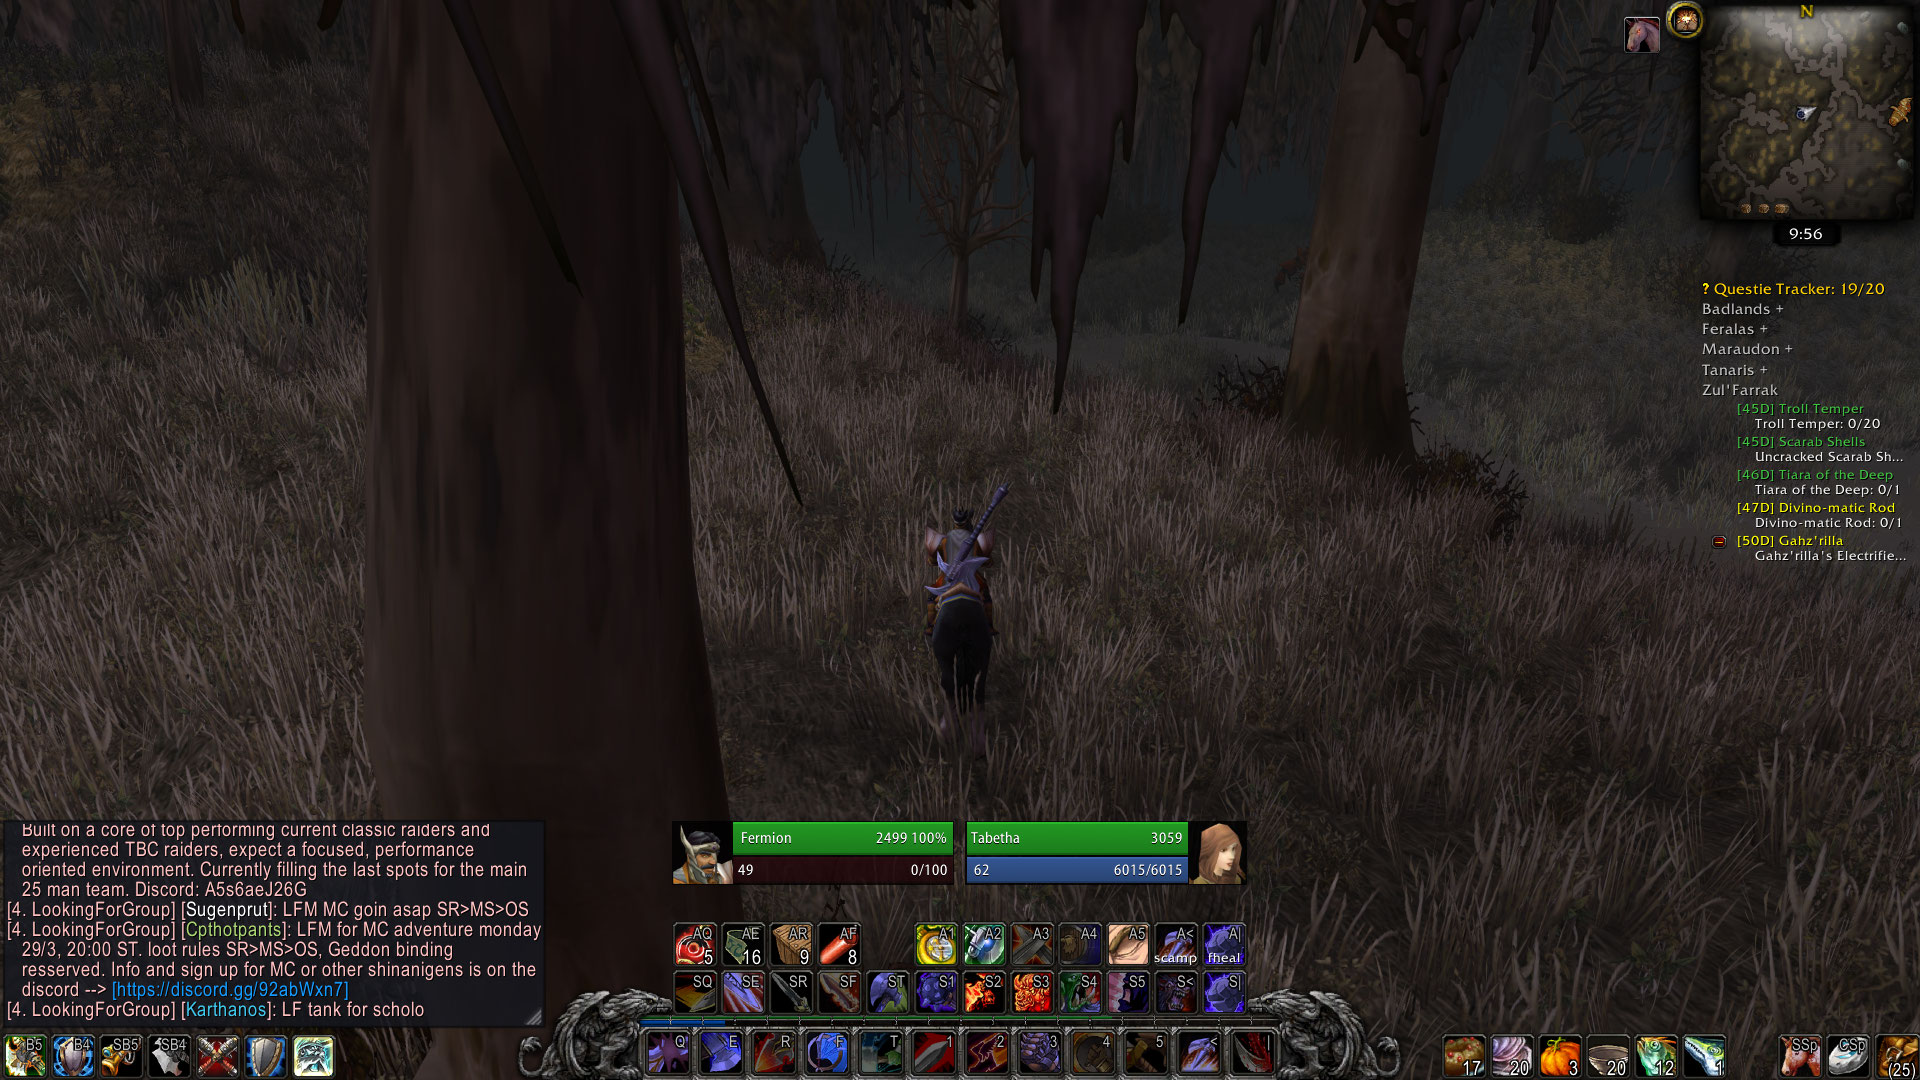 N
9:56
? Questie Tracker: 19/20
Badlands +
Feralas +
Maraudon +
Tanaris +
Zul'Farrak
[45D] Troll Temper
Troll Temper: 0/20
[45D] Scarab Shells
Uncracked Scarab Sh...
[46D] Tiara of the Deep
Tiara of the Deep: 0/1
[47D] Divino-matic Rod
Divino-matic Rod: 0/1
[50D] Gahz'rilla
Gahz'rilla's Electrifie...
Built on a core of top performing current classic raiders and
experienced TBC raiders, expect a focused, performance
oriented environment. Currently filling the last spots for the main
25 man team. Discord: A5s6aeJ26G
[4. LookingForGroup] [Sugenprut]: LFM MC goin asap SR>MS>OS
[4. LookingForGroup] [Cpthotpants]: LFM for MC adventure monday
29/3, 20:00 ST. loot rules SR>MS>OS, Geddon binding
resserved. Info and sign up for MC or other shinanigens is on the
discord --> [https://discord.gg/92abWxn7]
[4. LookingForGroup] [Karthanos]: LF tank for scholo
Fermion 2499 100%
49 0/100
Tabetha 3059
62 6015/6015
AQ AE AR AF A1 A2 A3 A4 A5 A< A|
5 16 9 8 scamp fheal
SQ SE SR SF ST S1 S2 S3 S4 S5 S< S|
Q E R F T 1 2 3 4 5 < |
B5 B4 SB5 SB4
17 20 3 20 12 1
SSp CSp
(25)